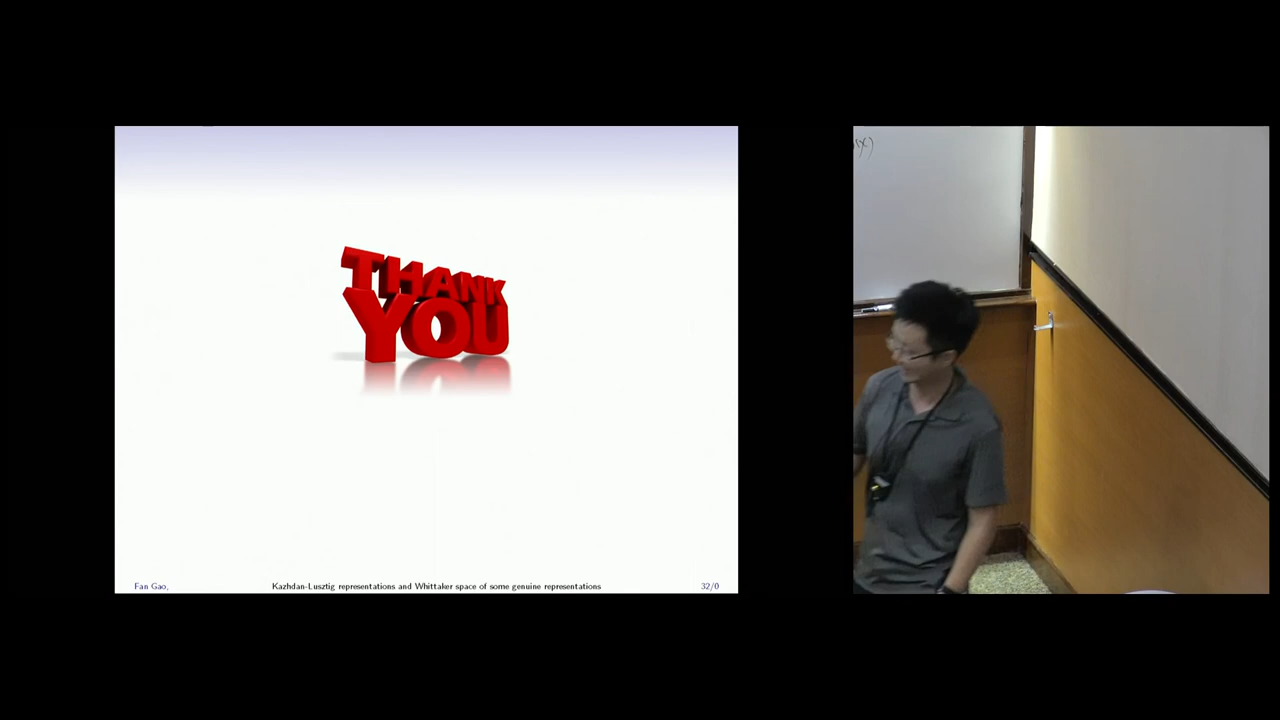 THANK
YOU
Fan Gao,
Kazhdan-Lusztig representations and Whittaker space of some genuine representations
32/0